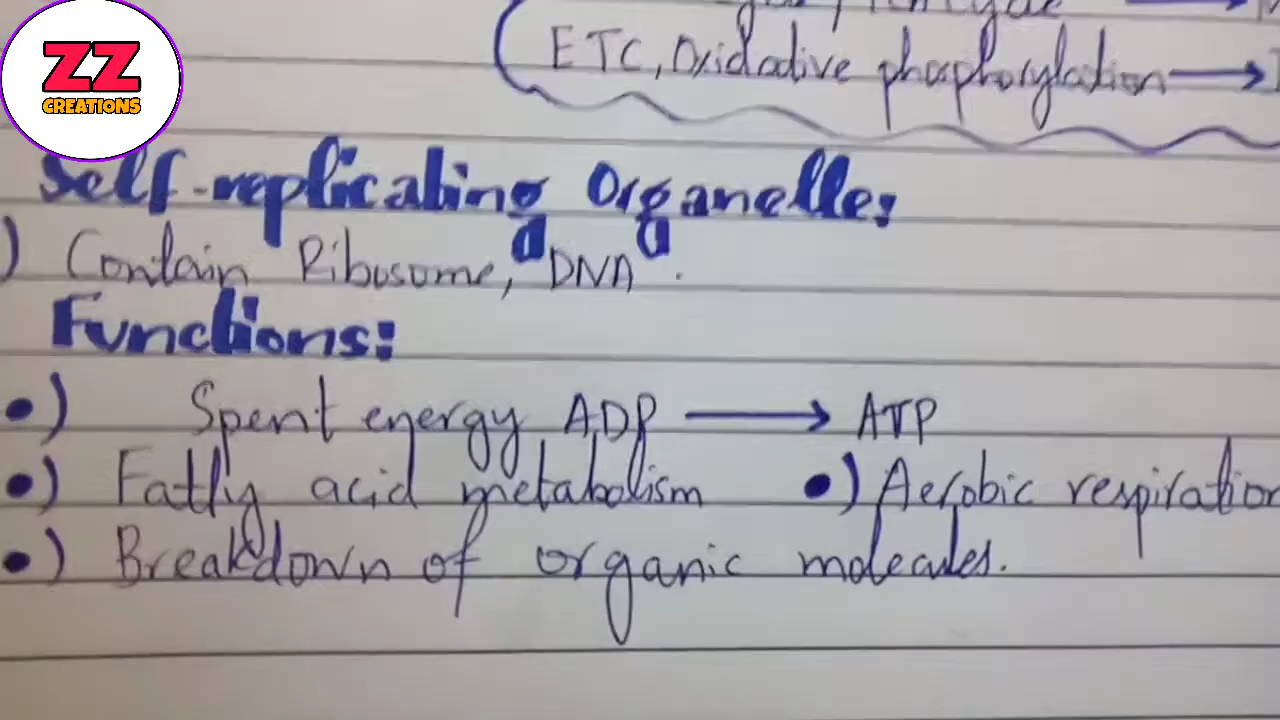 ZZ
CREATIONS
ETC, Oxidadive phosphorylation →
Self-replicating Organelle:
) Contain Ribosome, DNA.
Functions:
•) Spent energy ADP → ATP
•) Fatty acid metabolism •) Aerobic respiration
•) Breakdown of organic molecules.